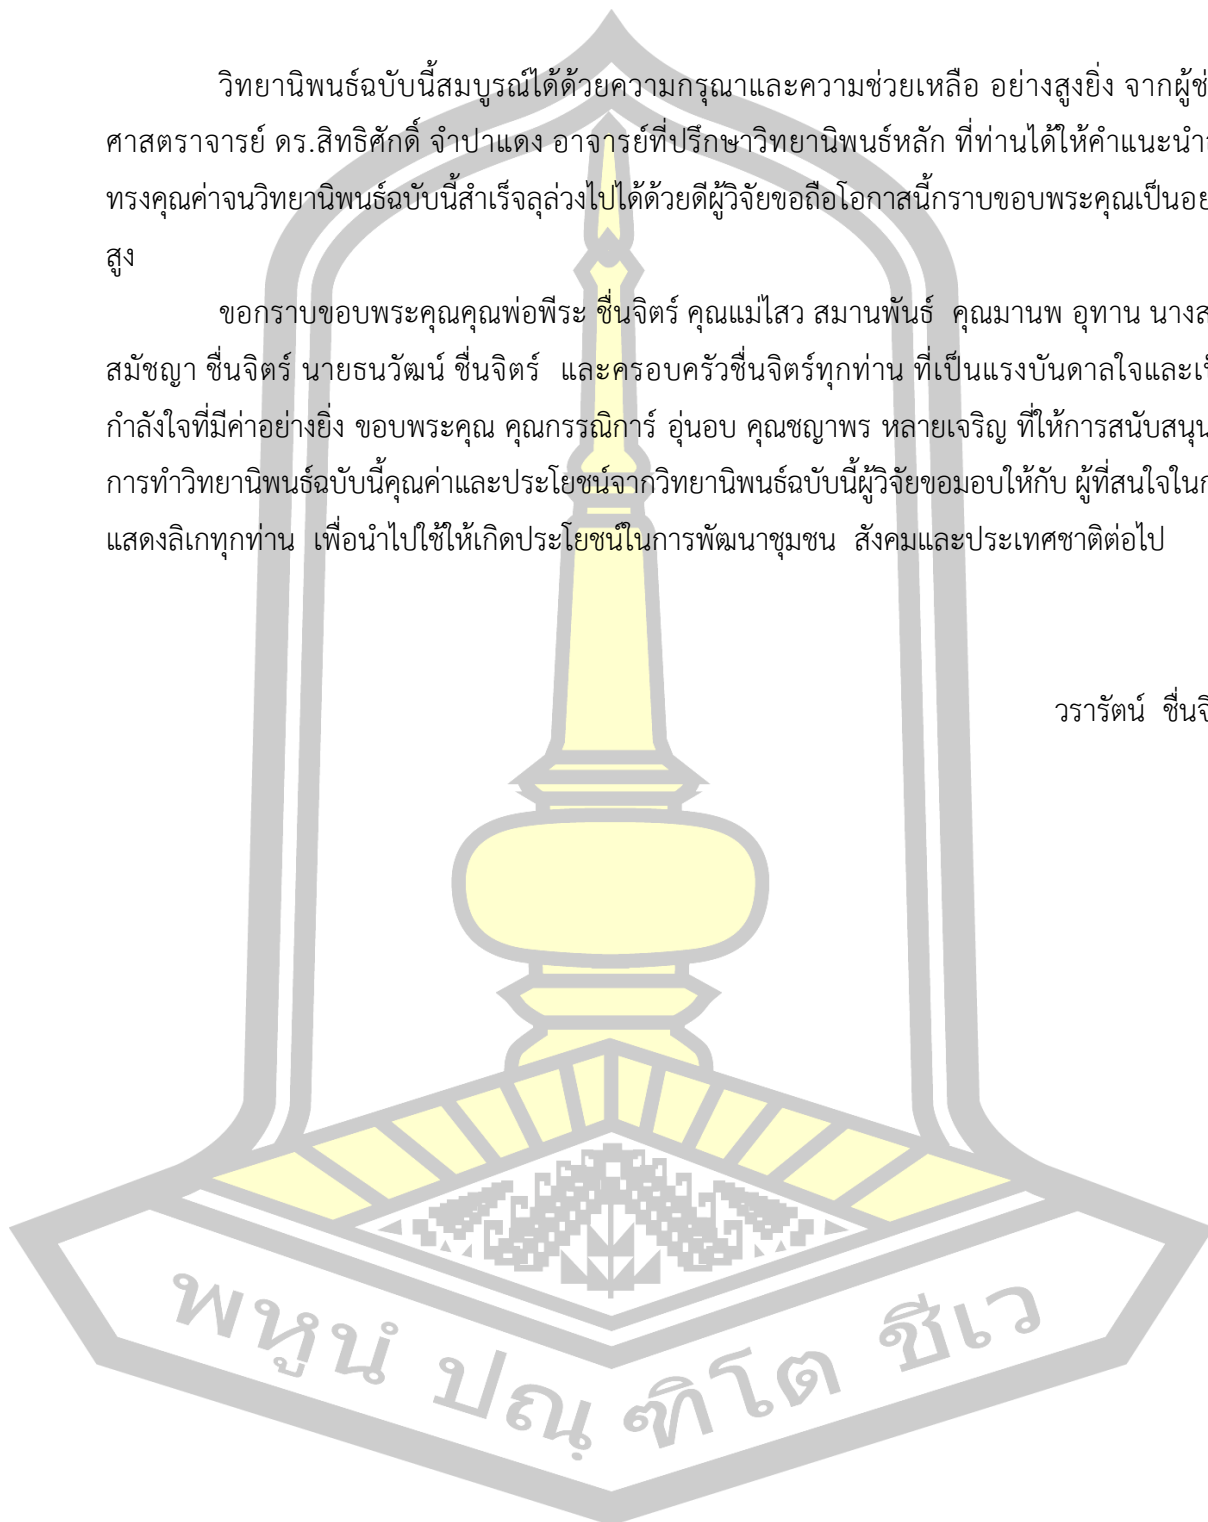 วิทยานิพนธ์ฉบับนี้สมบูรณ์ได้ด้วยความกรุณาและความช่วยเหลือ อย่างสูงยิ่ง จากผู้ช่
ศาสตราจารย์ ดร.สิทธิศักดิ์ จำปาแดง อาจารย์ที่ปรึกษาวิทยานิพนธ์หลัก ที่ท่านได้ให้คำแนะนำ
ทรงคุณค่าจนวิทยานิพนธ์ฉบับนี้สำเร็จลุล่วงไปได้ด้วยดีผู้วิจัยขอถือโอกาสนี้กราบขอบพระคุณเป็นอย
สูง
ขอกราบขอบพระคุณคุณพ่อพีระ ชื่นจิตร์ คุณแม่ไสว สมานพันธ์  คุณมานพ อุทาน นางส
สมัชญา ชื่นจิตร์ นายธนวัฒน์ ชื่นจิตร์  และครอบครัวชื่นจิตร์ทุกท่าน ที่เป็นแรงบันดาลใจและเป็
กำลังใจที่มีค่าอย่างยิ่ง ขอบพระคุณ คุณกรรณิการ์ อุ่นอบ คุณชญาพร หลายเจริญ ที่ให้การสนับสนุน
การทำวิทยานิพนธ์ฉบับนี้คุณค่าและประโยชน์จากวิทยานิพนธ์ฉบับนี้ผู้วิจัยขอมอบให้กับ ผู้ที่สนใจในก
แสดงลิเกทุกท่าน  เพื่อนำไปใช้ให้เกิดประโยชน์ในการพัฒนาชุมชน  สังคมและประเทศชาติต่อไป
วรารัตน์  ชื่นจิ
พหูนํ ปณฺ ฑิโต ชีเว